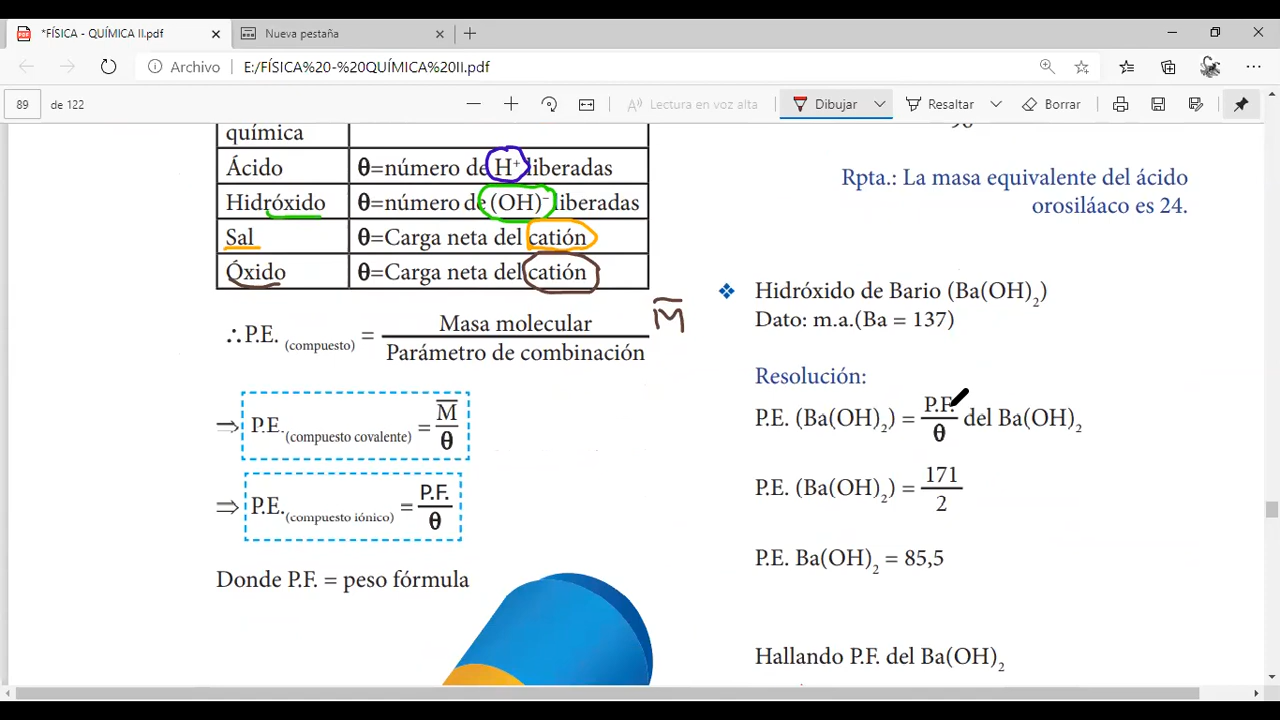 *FÍSICA - QUÍMICA II.pdf
Nueva pestaña
Archivo
E:/FÍSICA%20-%20QUÍMICA%20II.pdf
89
de 122
Lectura en voz alta
Dibujar
Resaltar
Borrar
química
Ácido θ=número de H⁺ liberadas
Hidróxido θ=número de (OH)⁻ liberadas
Sal θ=Carga neta del catión
Óxido θ=Carga neta del catión
∴P.E. (compuesto) = Masa molecular / Parámetro de combinación
M̅
⇒ P.E. (compuesto covalente) = M̅ / θ
⇒ P.E. (compuesto iónico) = P.F. / θ
Donde P.F. = peso fórmula
Rpta.: La masa equivalente del ácido
orosiláaco es 24.
❖ Hidróxido de Bario (Ba(OH)₂)
Dato: m.a.(Ba = 137)
Resolución:
P.E. (Ba(OH)₂) = P.F. / θ del Ba(OH)₂
P.E. (Ba(OH)₂) = 171 / 2
P.E. Ba(OH)₂ = 85,5
Hallando P.F. del Ba(OH)₂